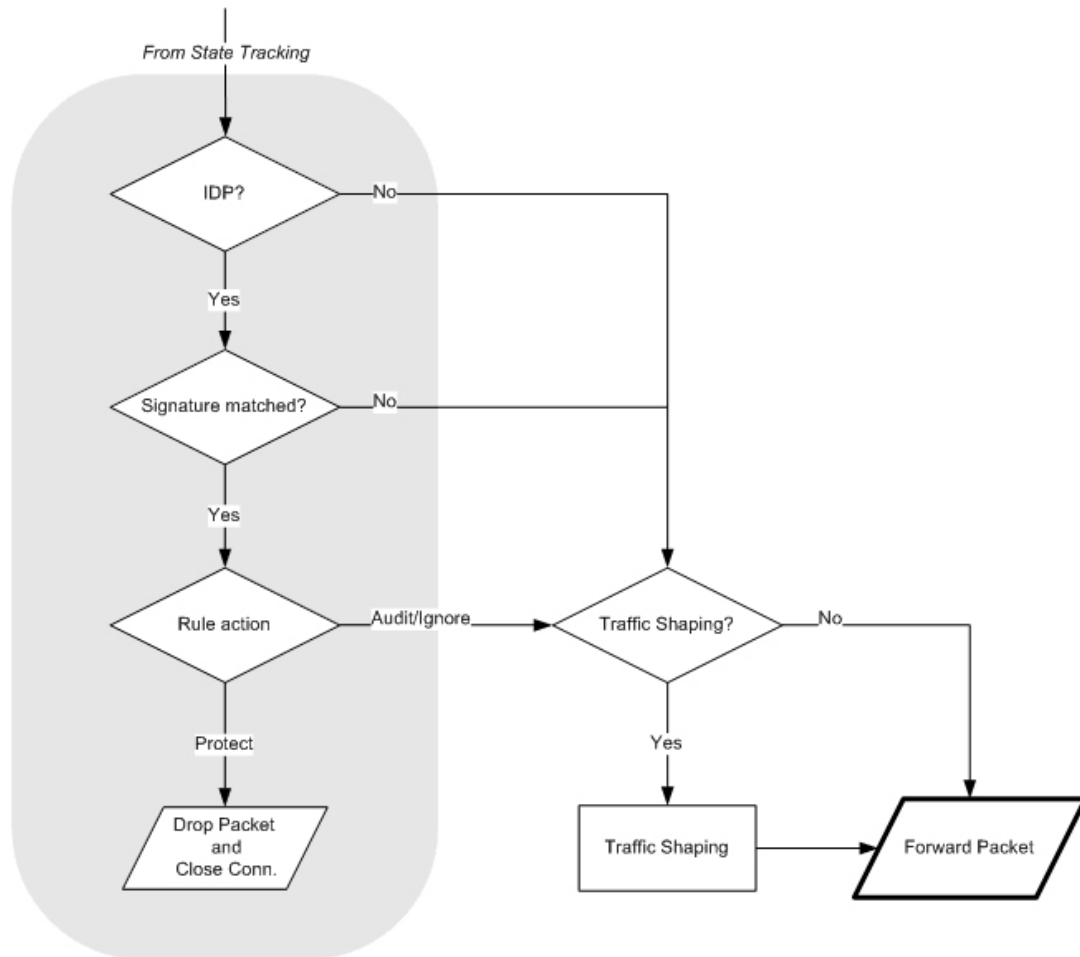 From State Tracking
IDP?
No
Yes
Signature matched?
No
Yes
Rule action
Audit/Ignore
Traffic Shaping?
No
Protect
Yes
Drop Packet
and
Close Conn.
Traffic Shaping
Forward Packet